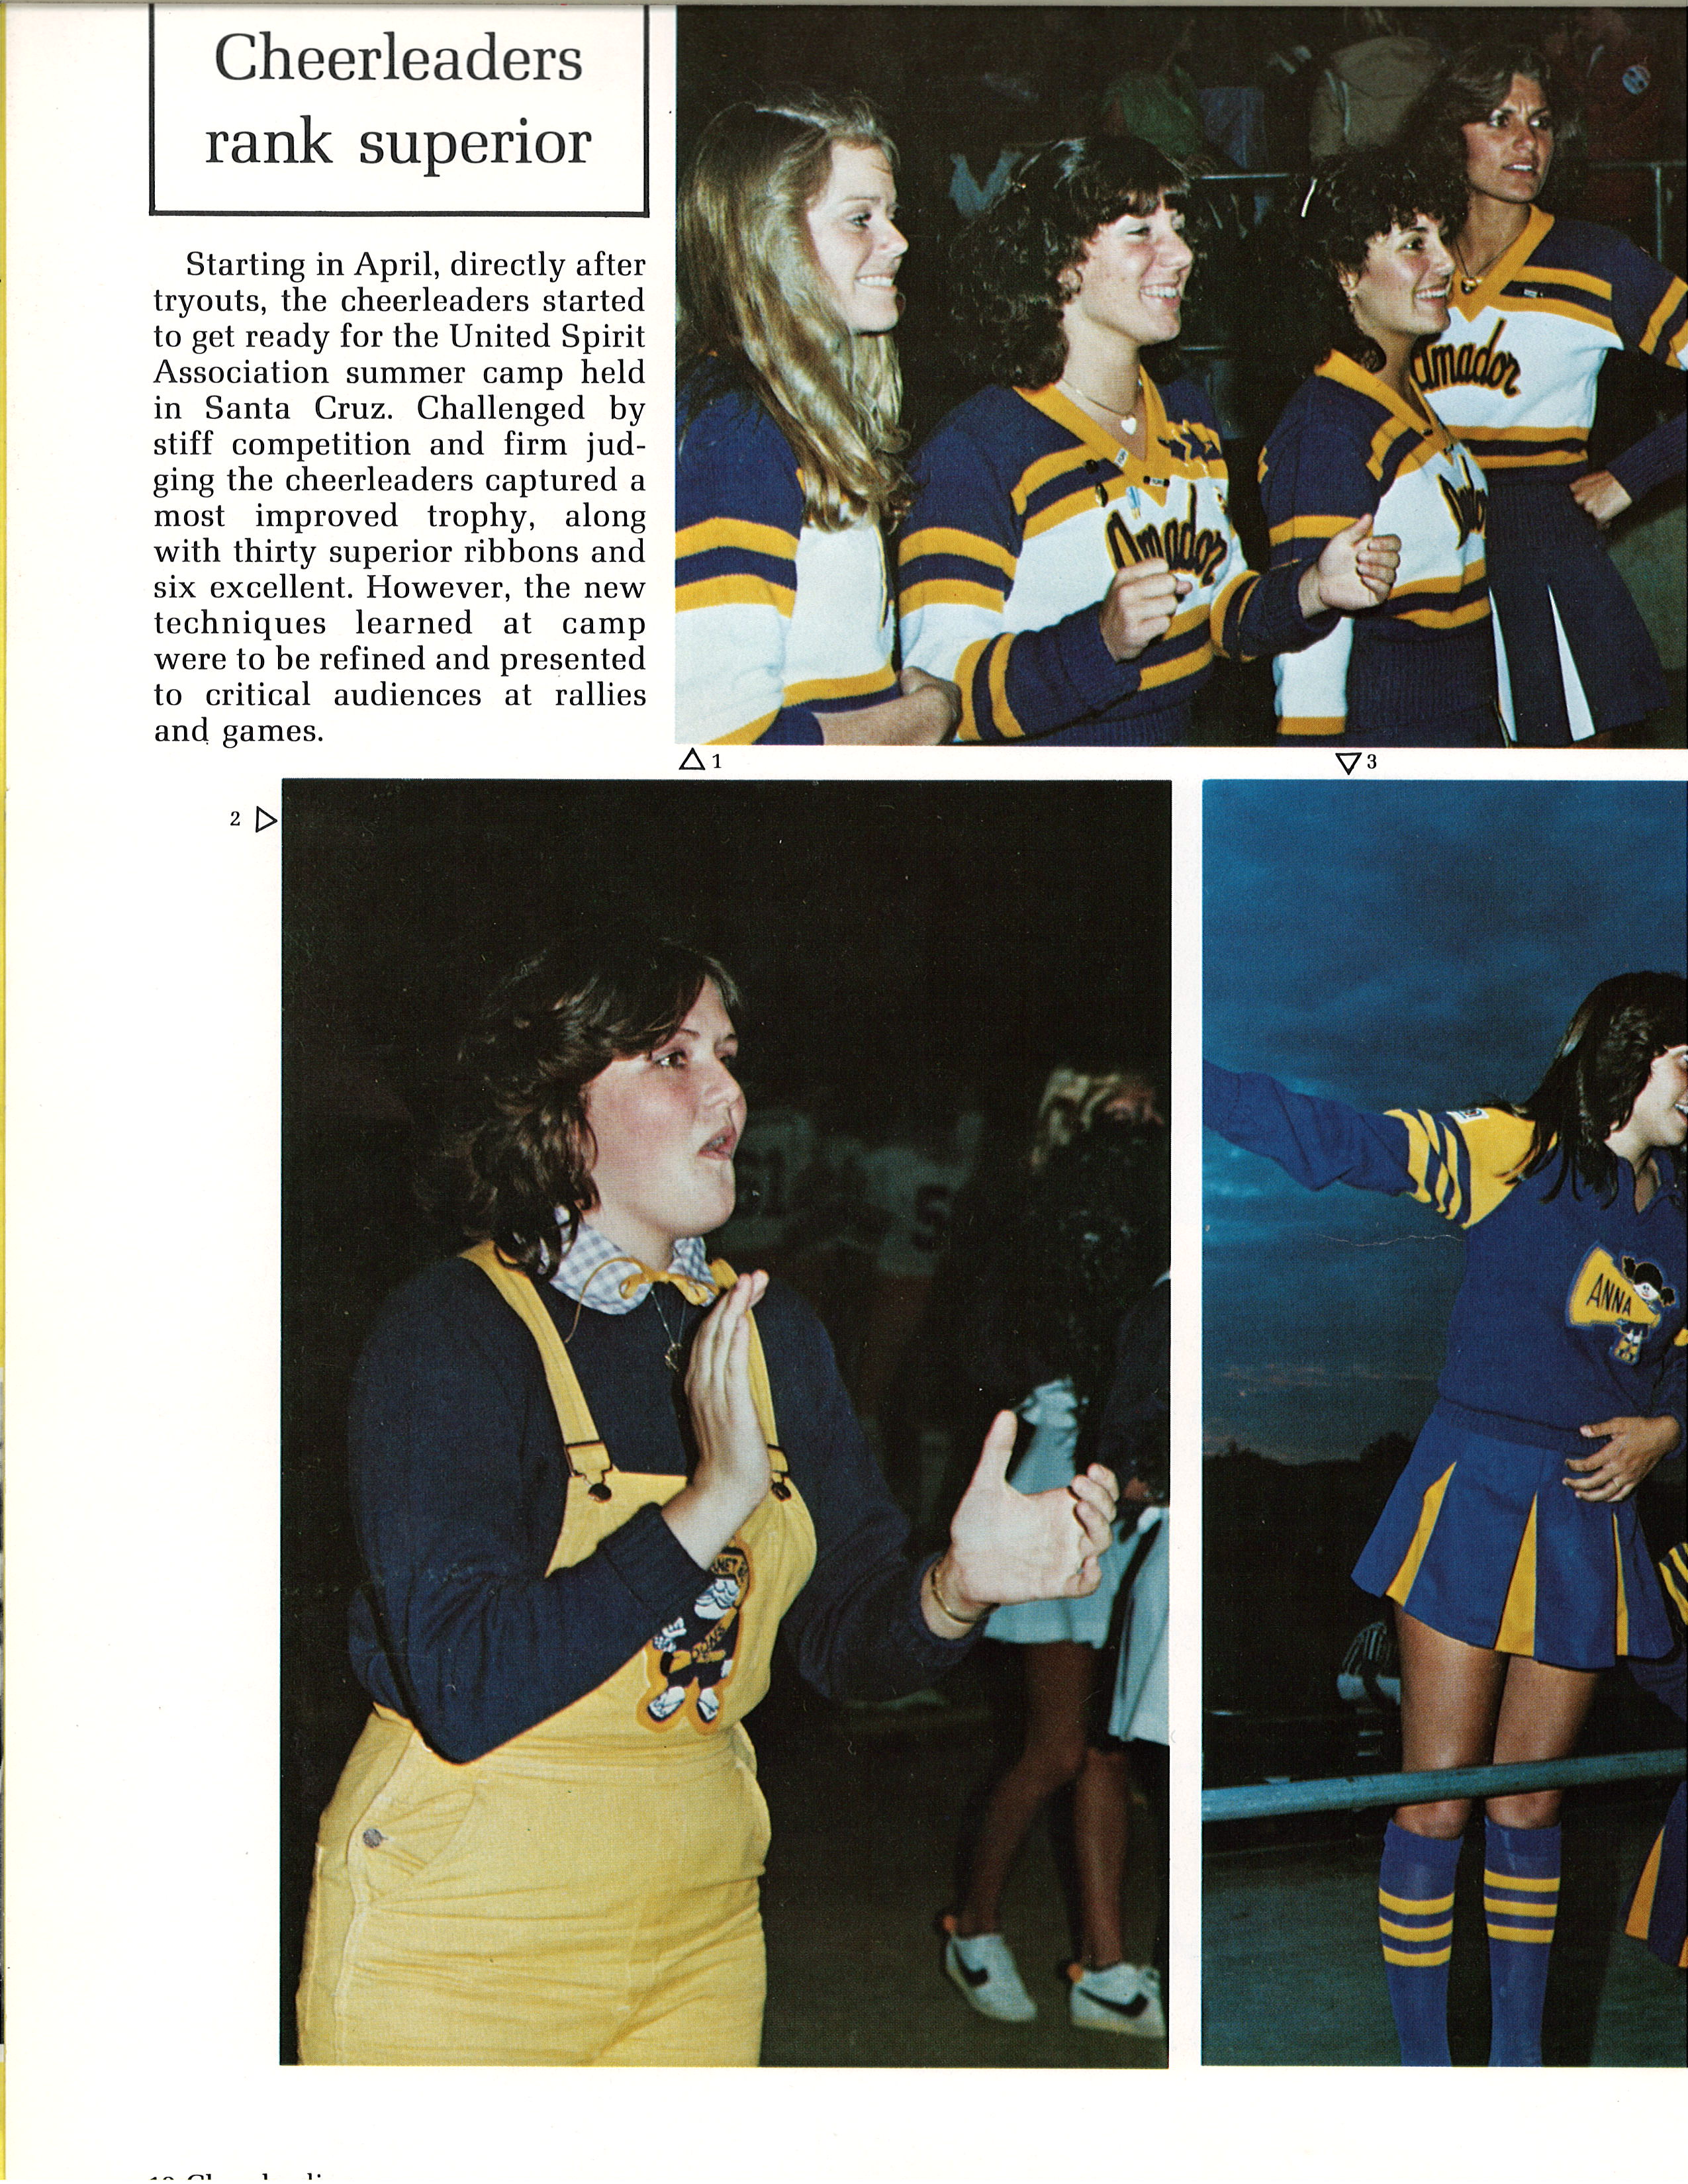 Cheerleaders
rank superior
Starting in April, directly after
tryouts, the cheerleaders started
to get ready for the United Spirit
Association summer camp held
in Santa Cruz. Challenged by
stiff competition and firm jud-
ging the cheerleaders captured a
most improved trophy, along
with thirty superior ribbons and
six excellent. However, the new
techniques learned at camp
were to be refined and presented
to critical audiences at rallies
and games.
Amador
Amador
1
3
2
ANNA